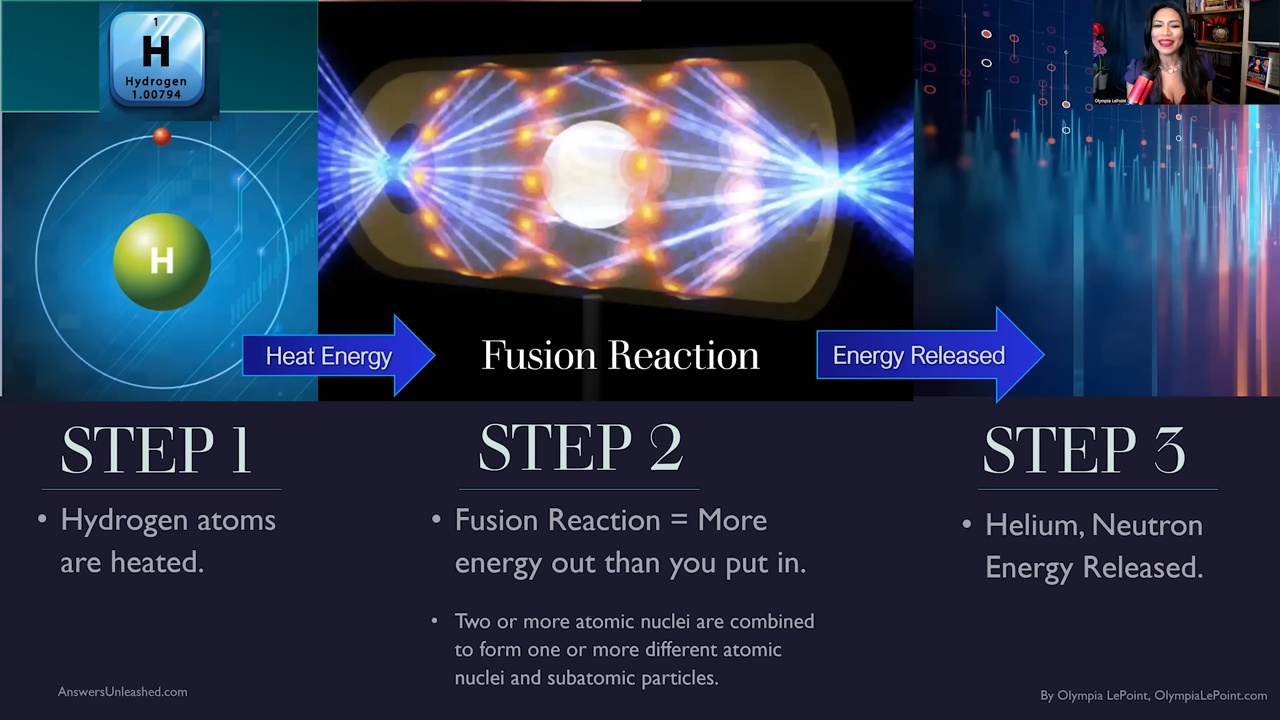 1
H
Hydrogen
1.00794
H
Olympia LePoint
Heat Energy
Fusion Reaction
Energy Released
STEP 1
• Hydrogen atoms
are heated.
STEP 2
• Fusion Reaction = More
energy out than you put in.
• Two or more atomic nuclei are combined
to form one or more different atomic
nuclei and subatomic particles.
STEP 3
• Helium, Neutron
Energy Released.
AnswersUnleashed.com
By Olympia LePoint, OlympiaLePoint.com